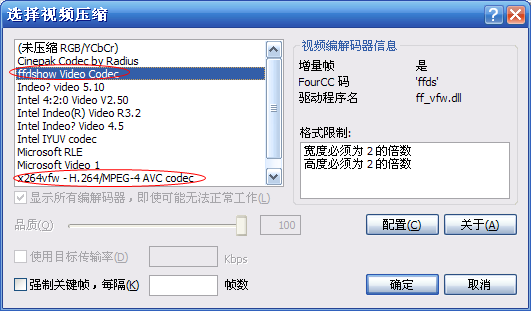 选择视频压缩
(未压缩 RGB/YCbCr)
Cinepak Codec by Radius
ffdshow Video Codec
Indeo? video 5.10
Intel 4:2:0 Video V2.50
Intel Indeo(R) Video R3.2
Intel Indeo? Video 4.5
Intel IYUV codec
Microsoft RLE
Microsoft Video 1
x264vfw - H.264/MPEG-4 AVC codec
显示所有编解码器，即使可能无法正常工作(L)
品质(Q)
100
使用目标传输率(D)
Kbps
强制关键帧，每隔(K)
帧数
视频编解码器信息
增量帧 是
FourCC 码 'ffds'
驱动程序名 ff_vfw.dll
格式限制:
宽度必须为 2 的倍数
高度必须为 2 的倍数
配置(C)
关于(A)
确定
取消